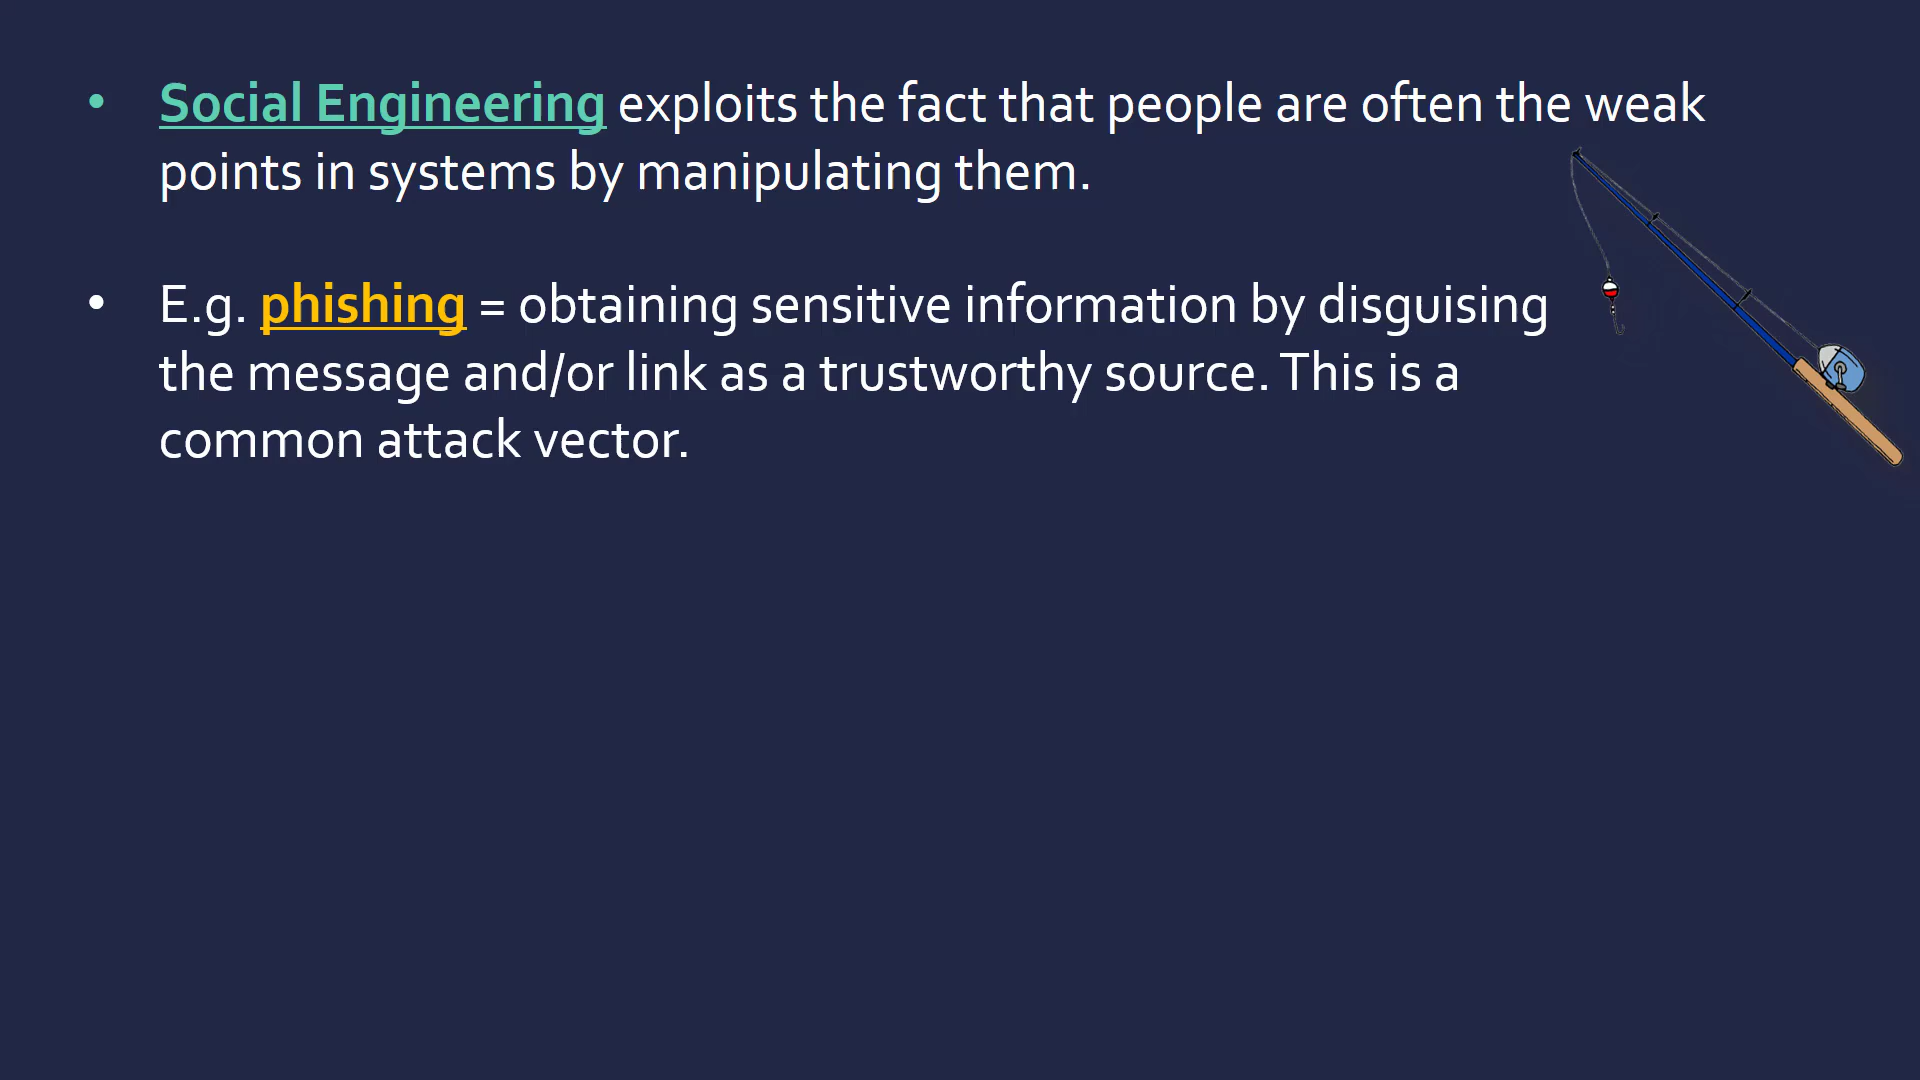 • Social Engineering exploits the fact that people are often the weak
points in systems by manipulating them.
• E.g. phishing = obtaining sensitive information by disguising
the message and/or link as a trustworthy source. This is a
common attack vector.